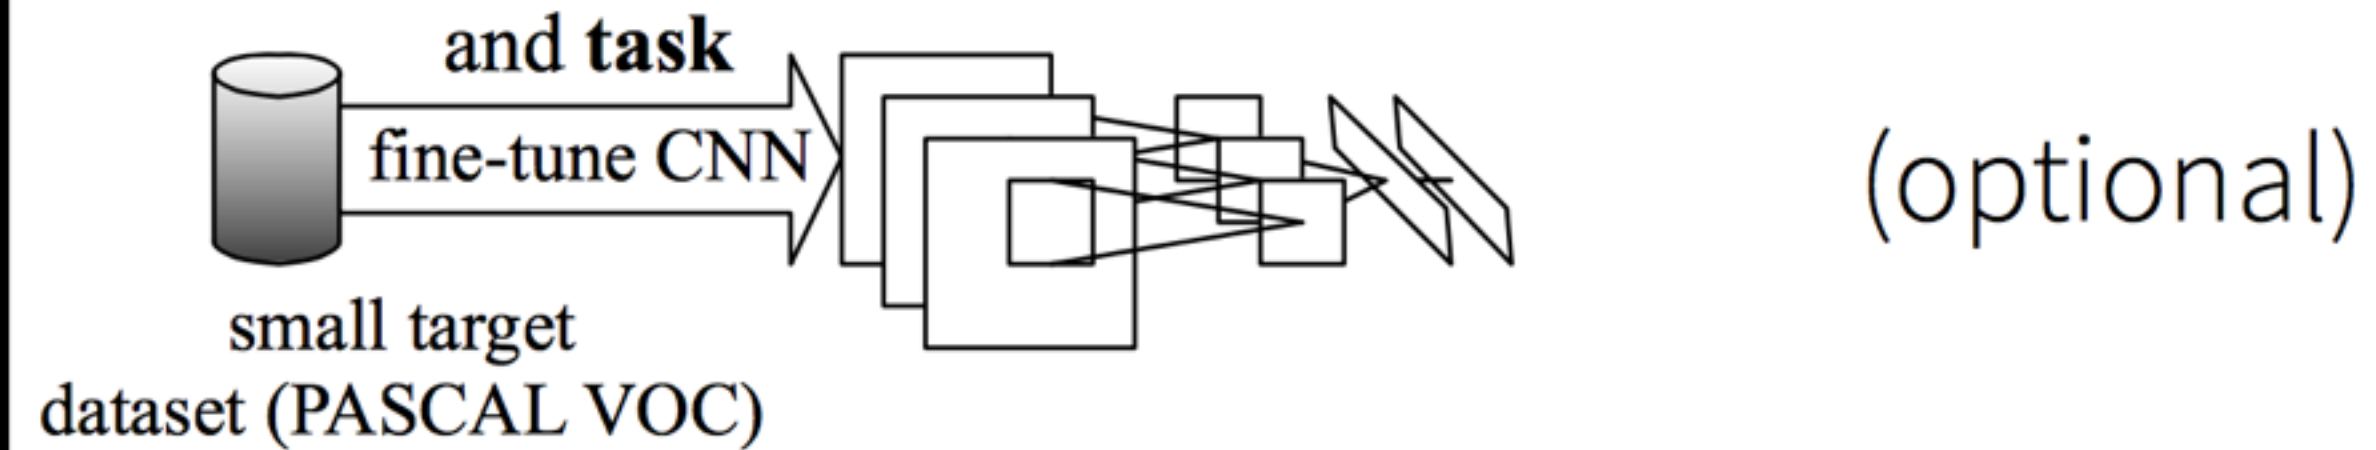 and task
fine-tune CNN
small target
dataset (PASCAL VOC)
(optional)